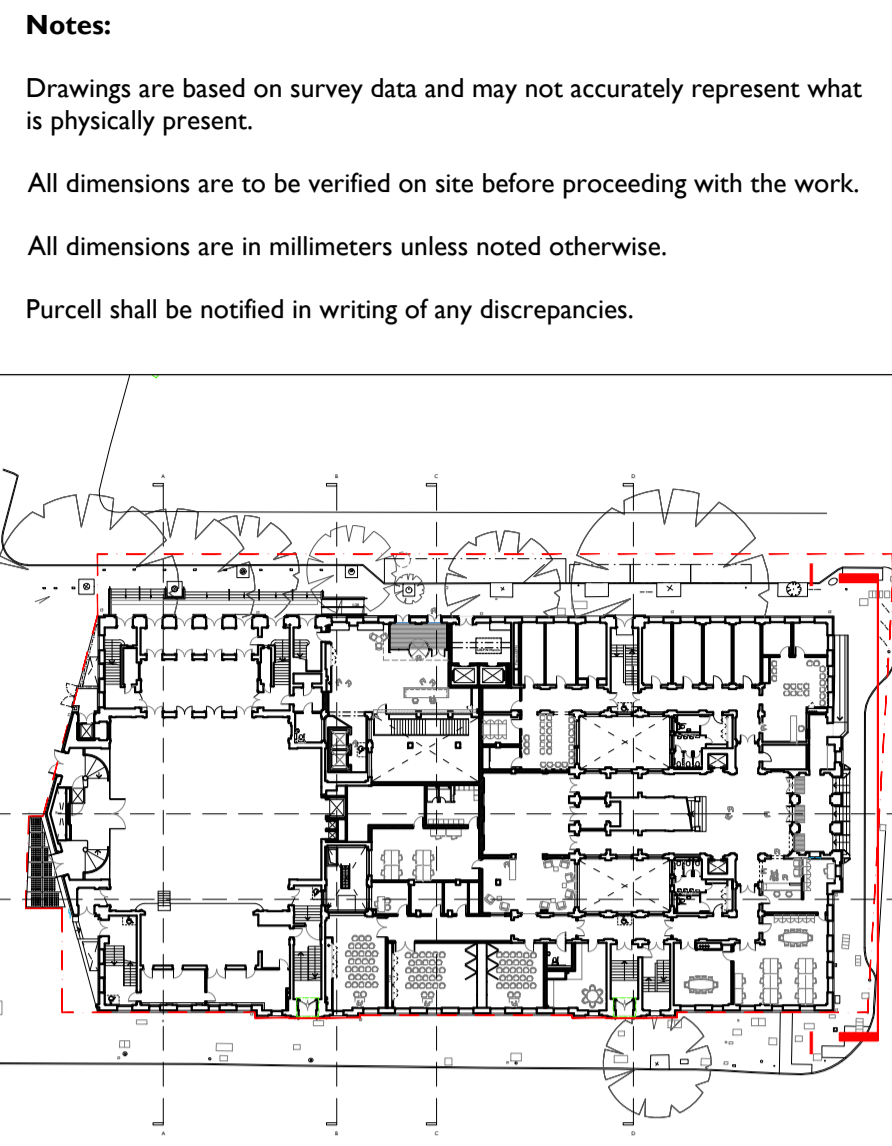 Notes:
Drawings are based on survey data and may not accurately represent what
is physically present.
All dimensions are to be verified on site before proceeding with the work.
All dimensions are in millimeters unless noted otherwise.
Purcell shall be notified in writing of any discrepancies.
A B C D
A B C D